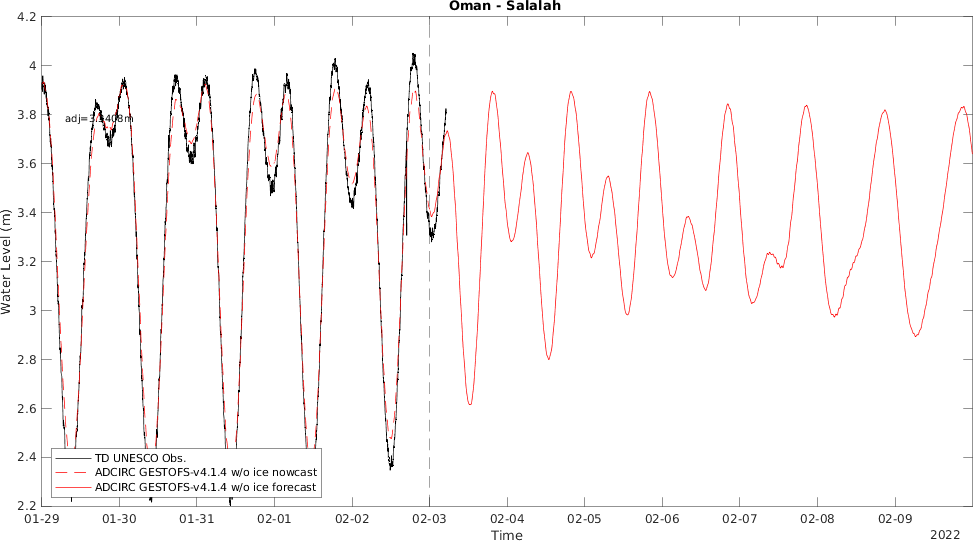 Oman - Salalah
4.2
4
3.8
3.6
3.4
3.2
3
2.8
2.6
2.4
2.2
Water Level (m)
TD UNESCO Obs.
ADCIRC GESTOFS-v4.1.4 w/o ice nowcast
ADCIRC GESTOFS-v4.1.4 w/o ice forecast
01-29 01-30 01-31 02-01 02-02 02-03 02-04 02-05 02-06 02-07 02-08 02-09
Time
2022